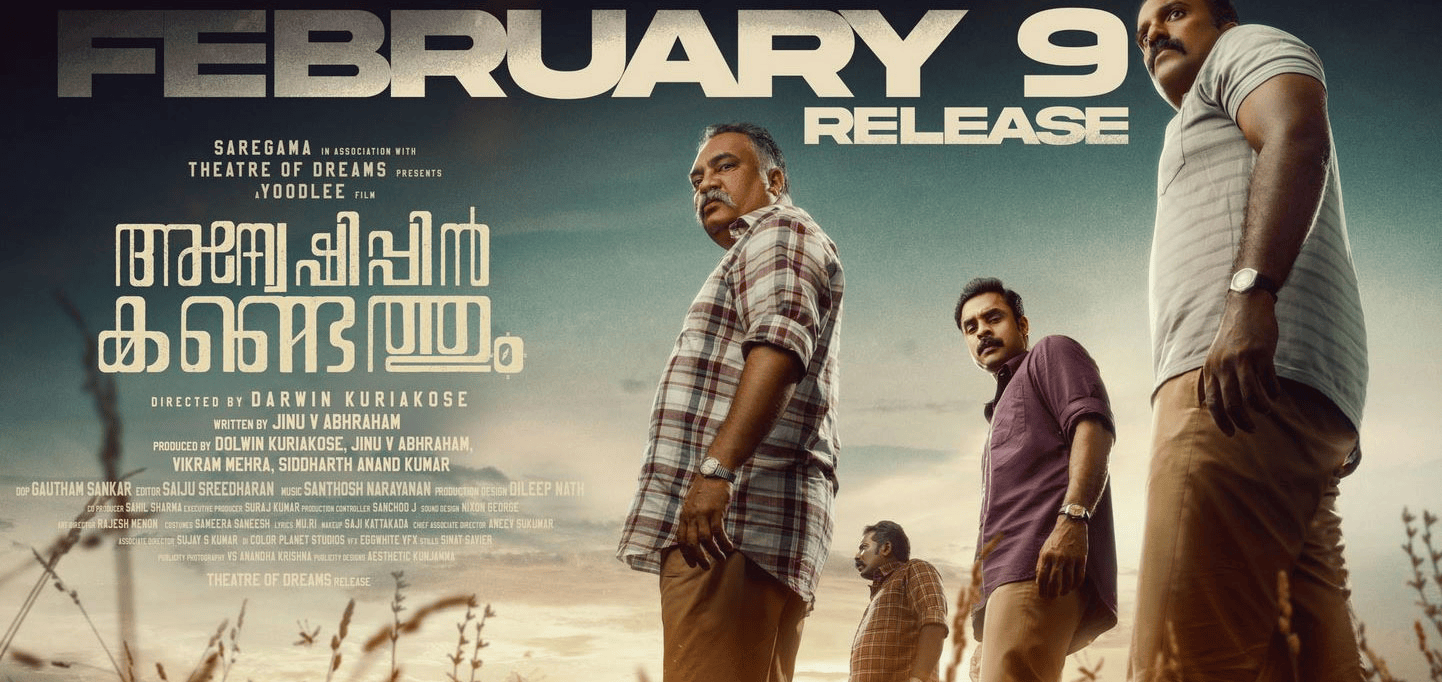 FEBRUARY 9
RELEASE
SAREGAMA IN ASSOCIATION WITH
THEATRE OF DREAMS PRESENTS
A YOODLEE FILM
അന്വേഷിപ്പിൻ
കണ്ടെത്തും
DIRECTED BY DARWIN KURIAKOSE
WRITTEN BY JINU V ABHRAHAM
PRODUCED BY DOLWIN KURIAKOSE, JINU V ABHRAHAM,
VIKRAM MEHRA, SIDDHARTH ANAND KUMAR
DOP GAUTHAM SANKAR EDITOR SAIJU SREEDHARAN MUSIC SANTHOSH NARAYANAN PRODUCTION DESIGN DILEEP NATH
CO PRODUCER SAHIL SHARMA EXECUTIVE PRODUCER SURAJ KUMAR PRODUCTION CONTROLLER SANCHOO J SOUND DESIGN NIXON GEORGE
ART DIRECTOR RAJESH MENON COSTUMES SAMEERA SANEESH LYRICS MU.RI MAKEUP SAJI KATTAKADA CHIEF ASSOCIATE DIRECTOR ANEEV SUKUMAR
ASSOCIATE DIRECTOR SUJAY S KUMAR DI COLOR PLANET STUDIOS VFX EGGWHITE VFX STILLS SINAT SAVIER
PUBLICITY PHOTOGRAPHY VS ANANDHA KRISHNA PUBLICITY DESIGNS AESTHETIC KUNJAMMA
THEATRE OF DREAMS RELEASE